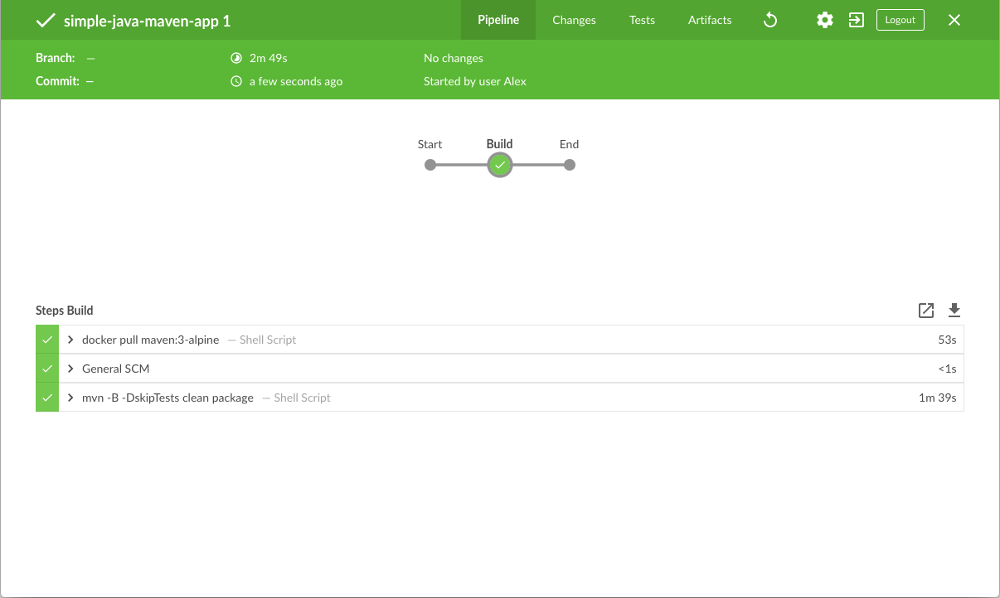 simple-java-maven-app 1 Pipeline Changes Tests Artifacts Logout
Branch: — 2m 49s No changes
Commit: — a few seconds ago Started by user Alex
Start Build End
Steps Build
docker pull maven:3-alpine — Shell Script 53s
General SCM <1s
mvn -B -DskipTests clean package — Shell Script 1m 39s